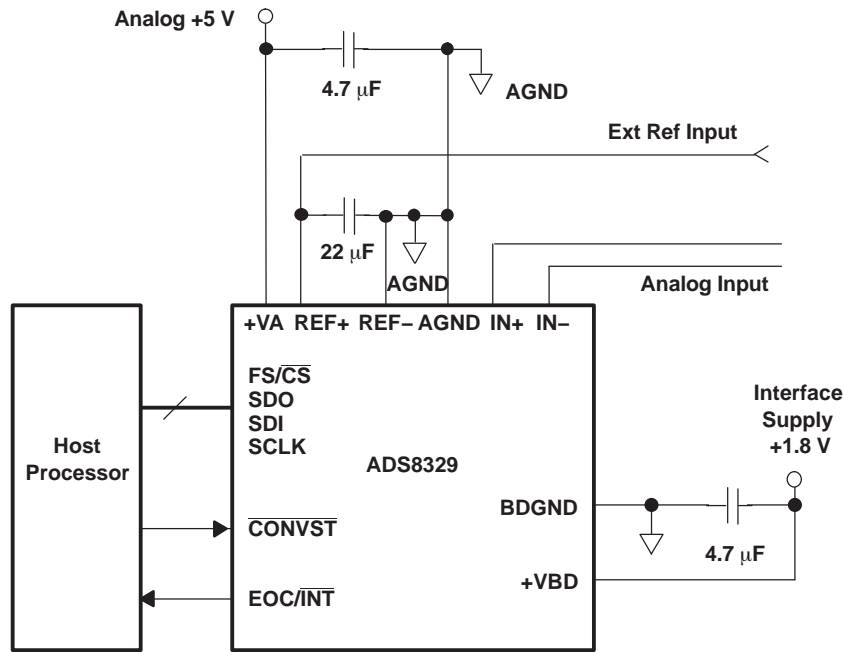 Analog +5 V
4.7 μF
AGND
Ext Ref Input
22 μF
AGND
Analog Input
+VA REF+ REF− AGND IN+ IN−
FS/CS
SDO
SDI
SCLK
Host
Processor
ADS8329
Interface
Supply
+1.8 V
BDGND
CONVST
4.7 μF
+VBD
EOC/INT